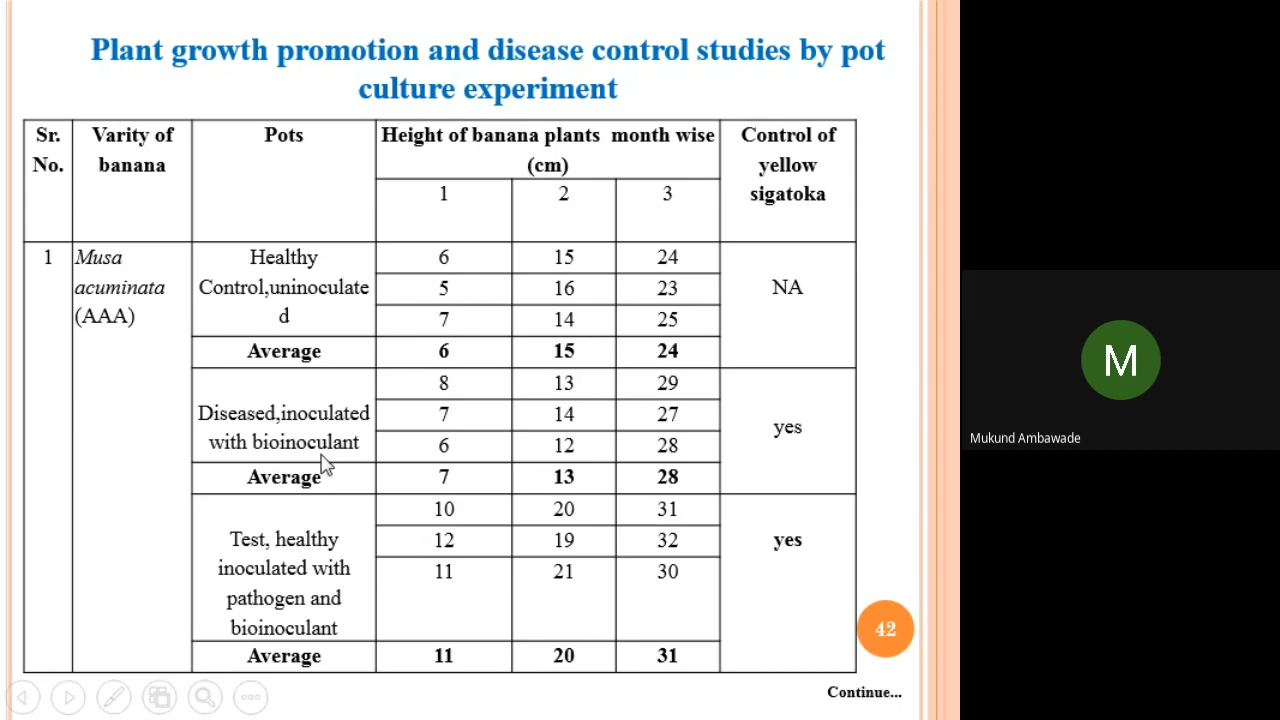 Plant growth promotion and disease control studies by pot
culture experiment
Sr. No. Varity of banana Pots Height of banana plants month wise (cm) Control of yellow sigatoka
1 2 3
1 Musa acuminata (AAA) Healthy Control,uninoculated 6 15 24 NA
5 16 23
7 14 25
Average 6 15 24
Diseased,inoculated with bioinoculant 8 13 29 yes
7 14 27
6 12 28
Average 7 13 28
Test, healthy inoculated with pathogen and bioinoculant 10 20 31 yes
12 19 32
11 21 30
Average 11 20 31
42
Continue...
M
Mukund Ambawade